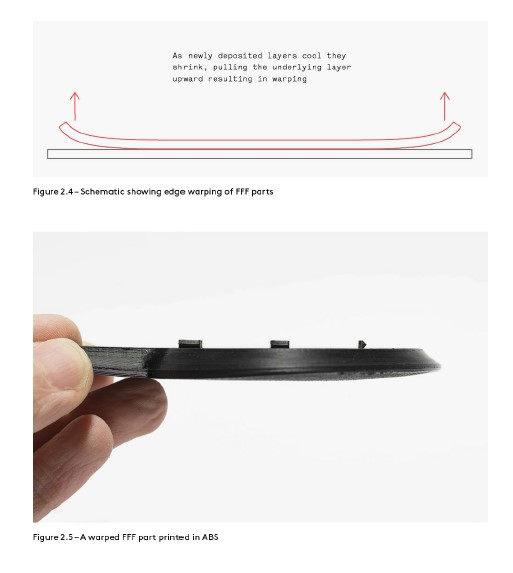 As newly deposited layers cool they
shrink, pulling the underlying layer
upward resulting in warping
Figure 2.4–Schematic showing edge warping of FFF parts
Figure 2.5–A warped FFF part printed in ABS